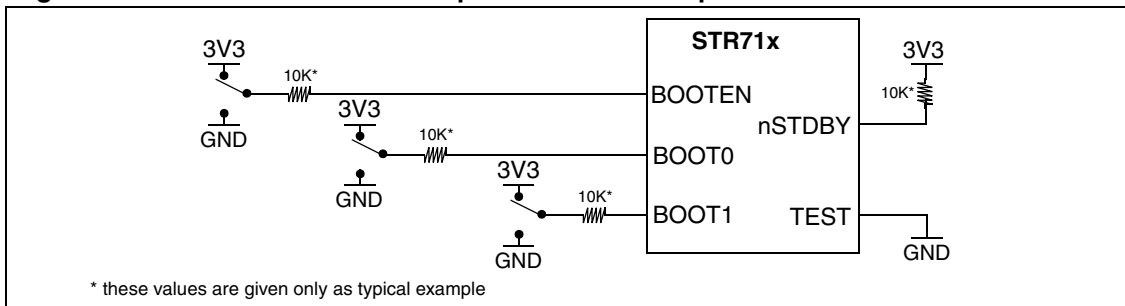 STR71x
3V3
10K*
BOOTEN
GND
3V3
10K*
BOOT0
GND
3V3
10K*
BOOT1
GND
3V3
10K*
nSTDBY
TEST
GND
* these values are given only as typical example